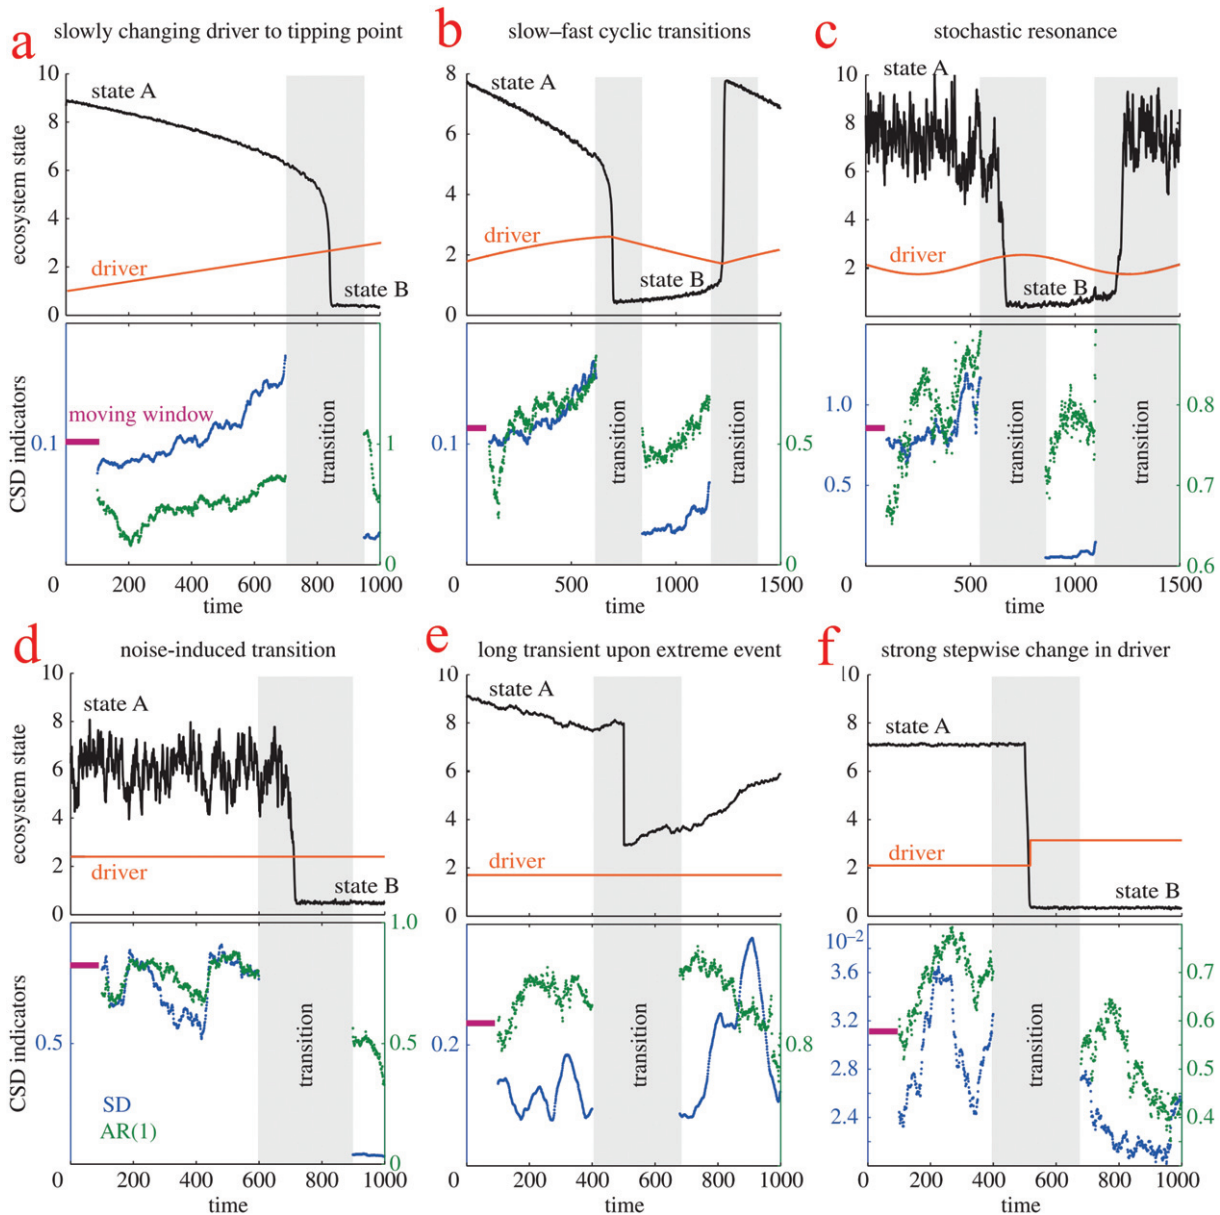 a slowly changing driver to tipping point
b slow–fast cyclic transitions
c stochastic resonance
10
8
6
4
2
0
ecosystem state
state A
driver
state B
8
6
4
2
0
driver
state B
10
8
6
4
2
state A
driver
state B
CSD indicators
0.1
moving window
transition
1
0
0 200 400 600 800 1000
time
0.1
transition
transition
0.5
0
0 500 1000 1500
time
1.0
0.5
transition
transition
0.8
0.7
0.6
0 500 1000 1500
time
d noise-induced transition
e long transient upon extreme event
f strong stepwise change in driver
10
8
6
4
2
0
ecosystem state
state A
driver
state B
10
8
6
4
2
0
state A
driver
10
8
6
4
2
0
state A
driver
state B
CSD indicators
0.5
SD
AR(1)
transition
1.0
0.5
0
0 200 400 600 800 1000
time
0.2
transition
0.8
0 200 400 600 800 1000
time
10⁻²
3.6
3.2
2.8
2.4
transition
0.7
0.6
0.5
0.4
0 200 400 600 800 1000
time